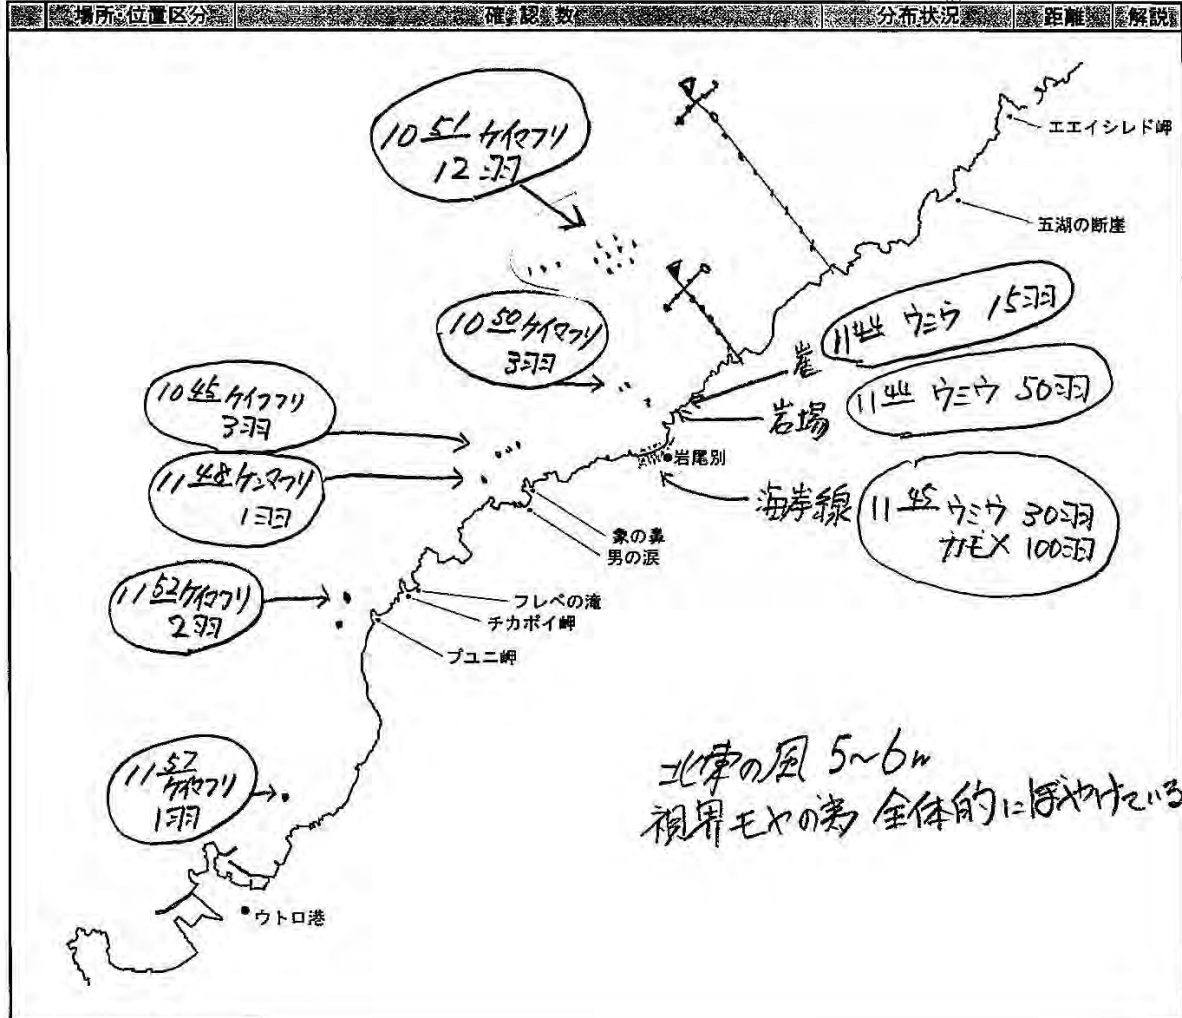 場所・位置区分 確認数 分布状況 距離 解説
エエイシレド岬
五湖の断崖
10 51 ケイマフリ
12羽
10 50 ケイマフリ
3羽
11 44 ウミウ 15羽
崖
11 44 ウミウ 50羽
岩場
10 45 ケイマフリ
3羽
岩尾別
11 48 ケイマフリ
1羽
海岸線
11 45 ウミウ 30羽
カモメ 100羽
象の鼻
男の涙
11 52 ケイマフリ
2羽
フレペの滝
チカポイ岬
プユニ岬
11 57
ケイマフリ
1羽
北東の風 5~6m
視界モヤの為 全体的にぼやけている
ウトロ港